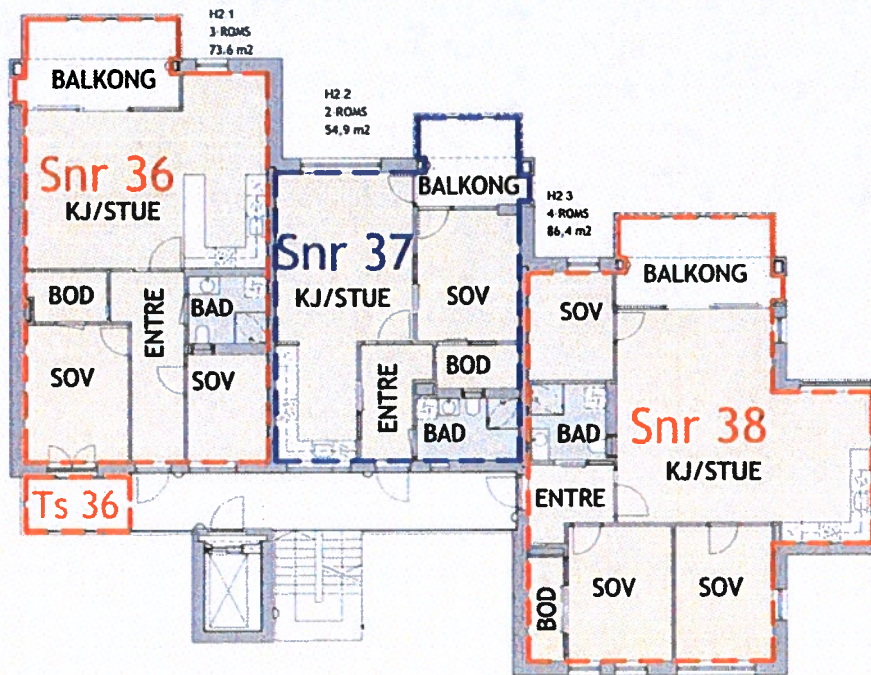 H2 1
3-ROMS
73.6 m2
BALKONG
Snr 36
KJ/STUE
BOD
ENTRE
BAD
SOV
SOV
Ts 36
H2 2
2-ROMS
54,9 m2
BALKONG
Snr 37
KJ/STUE
SOV
ENTRE
BOD
BAD
H2 3
4-ROMS
86,4 m2
BALKONG
SOV
Snr 38
KJ/STUE
BAD
ENTRE
BOD
SOV
SOV